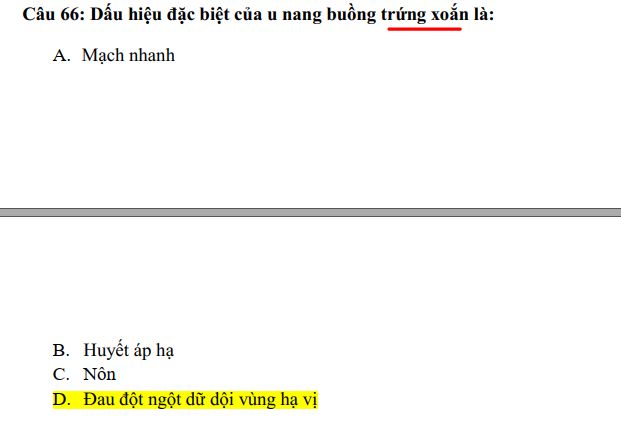 Câu 66: Dấu hiệu đặc biệt của u nang buồng trứng xoắn là:
A. Mạch nhanh
B. Huyết áp hạ
C. Nôn
D. Đau đột ngột dữ dội vùng hạ vị